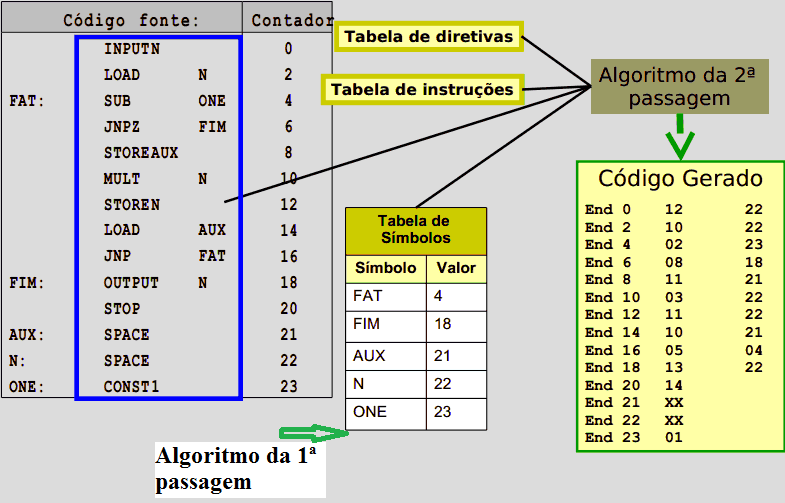 Código fonte: Contador
INPUTN 0
LOAD N 2
FAT: SUB ONE 4
JNPZ FIM 6
STOREAUX 8
MULT N 10
STOREN 12
LOAD AUX 14
JNP FAT 16
FIM: OUTPUT N 18
STOP 20
AUX: SPACE 21
N: SPACE 22
ONE: CONST1 23
Tabela de diretivas
Tabela de instruções
Algoritmo da 2ª
passagem
Tabela de
Símbolos
Símbolo Valor
FAT 4
FIM 18
AUX 21
N 22
ONE 23
Algoritmo da 1ª
passagem
Código Gerado
End 0 12 22
End 2 10 22
End 4 02 23
End 6 08 18
End 8 11 21
End 10 03 22
End 12 11 22
End 14 10 21
End 16 05 04
End 18 13 22
End 20 14
End 21 XX
End 22 XX
End 23 01